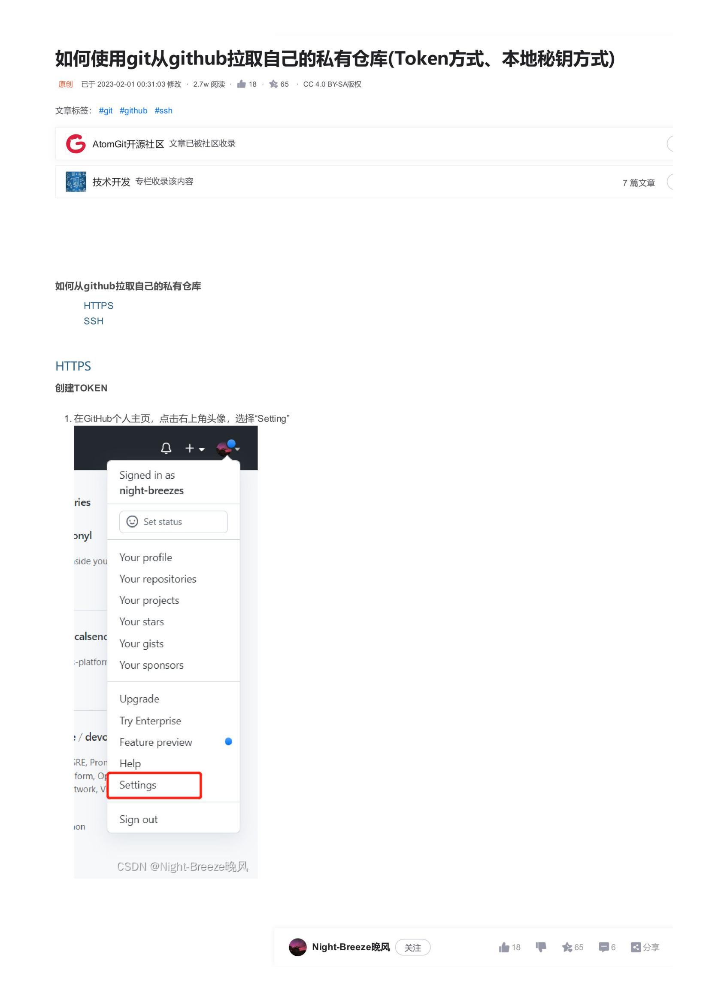 如何使用git从github拉取自己的私有仓库(Token方式、本地秘钥方式)
原创 已于 2023-02-01 00:31:03 修改 · 2.7w 阅读 · 18 · 65 · CC 4.0 BY-SA版权
文章标签： #git #github #ssh
AtomGit开源社区 文章已被社区收录
技术开发 专栏收录该内容 7 篇文章
如何从github拉取自己的私有仓库
HTTPS
SSH
HTTPS
创建TOKEN
1. 在GitHub个人主页，点击右上角头像，选择“Setting”
Signed in as
night-breezes
ries
Set status
onyl
Your profile
side you
Your repositories
Your projects
Your stars
calsend
Your gists
-platforr
Your sponsors
Upgrade
Try Enterprise
/ devo
Feature preview
SRE, Pron
Help
form, Op
Settings
twork, V
Sign out
ion
CSDN @Night-Breeze晚风
Night-Breeze晚风 关注 18 65 6 分享